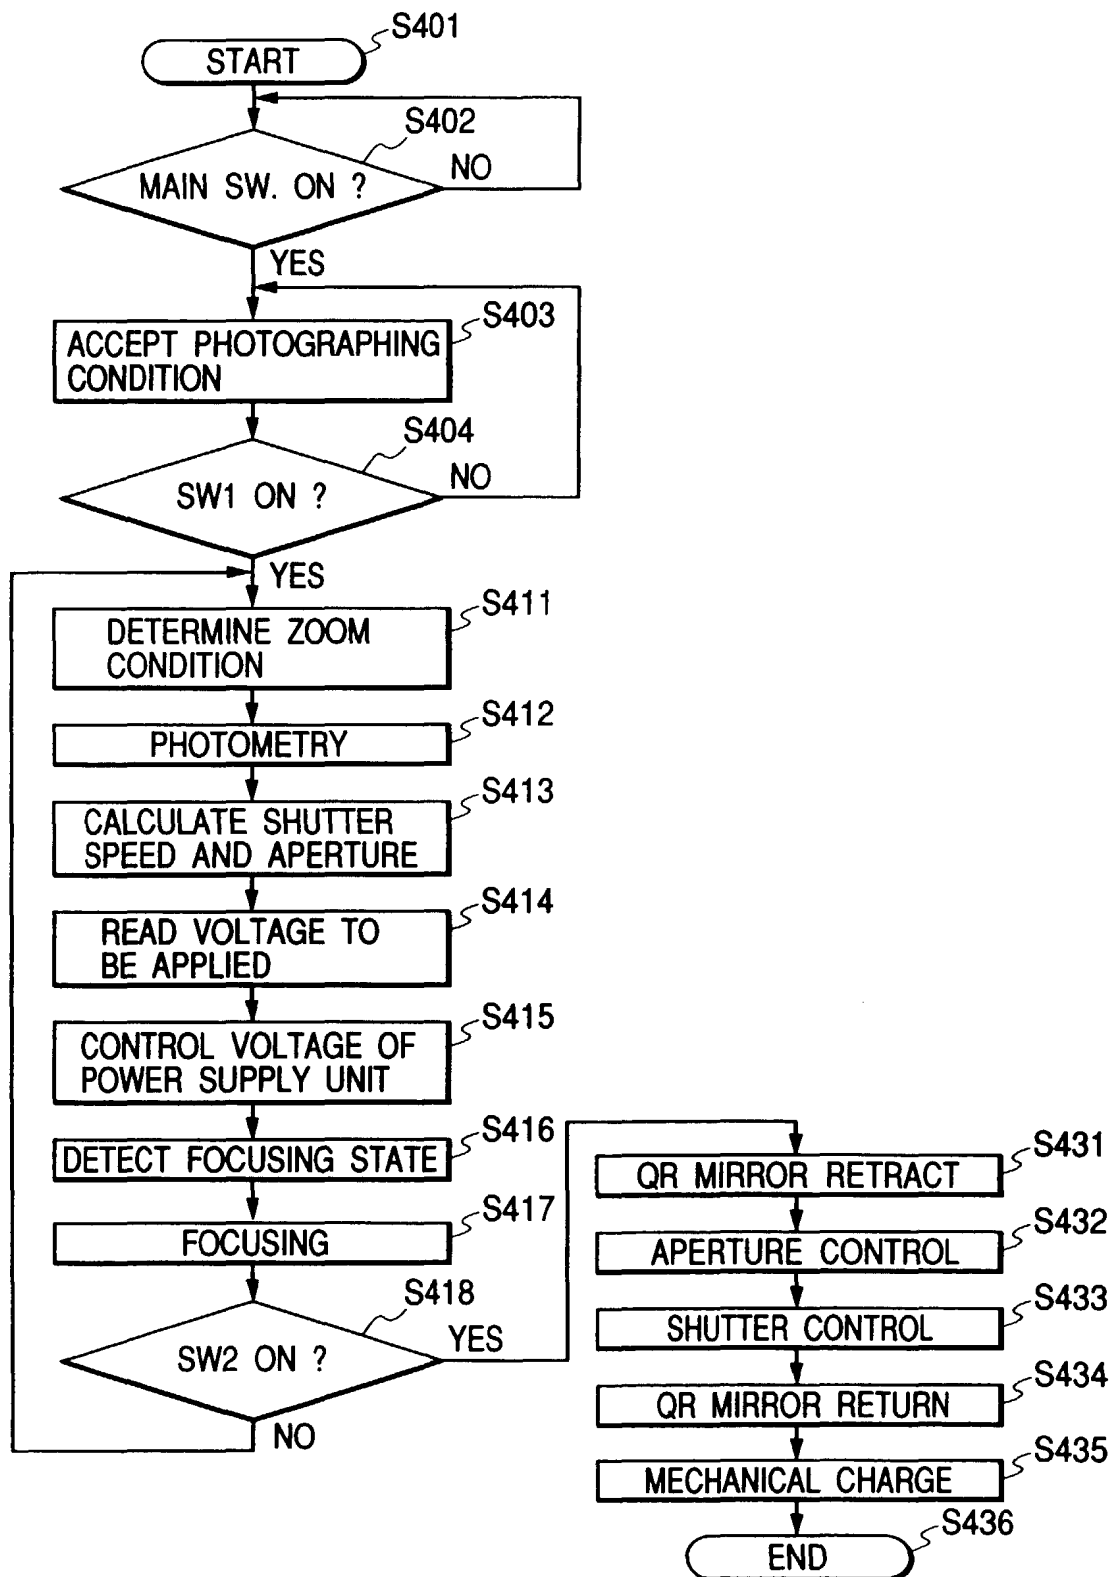 S401
START
S402
MAIN SW. ON ?
NO
YES
S403
ACCEPT PHOTOGRAPHING
CONDITION
S404
SW1 ON ?
NO
YES
S411
DETERMINE ZOOM
CONDITION
S412
PHOTOMETRY
S413
CALCULATE SHUTTER
SPEED AND APERTURE
S414
READ VOLTAGE TO
BE APPLIED
S415
CONTROL VOLTAGE OF
POWER SUPPLY UNIT
S416
DETECT FOCUSING STATE
S417
FOCUSING
S418
SW2 ON ?
YES
NO
S431
QR MIRROR RETRACT
S432
APERTURE CONTROL
S433
SHUTTER CONTROL
S434
QR MIRROR RETURN
S435
MECHANICAL CHARGE
S436
END